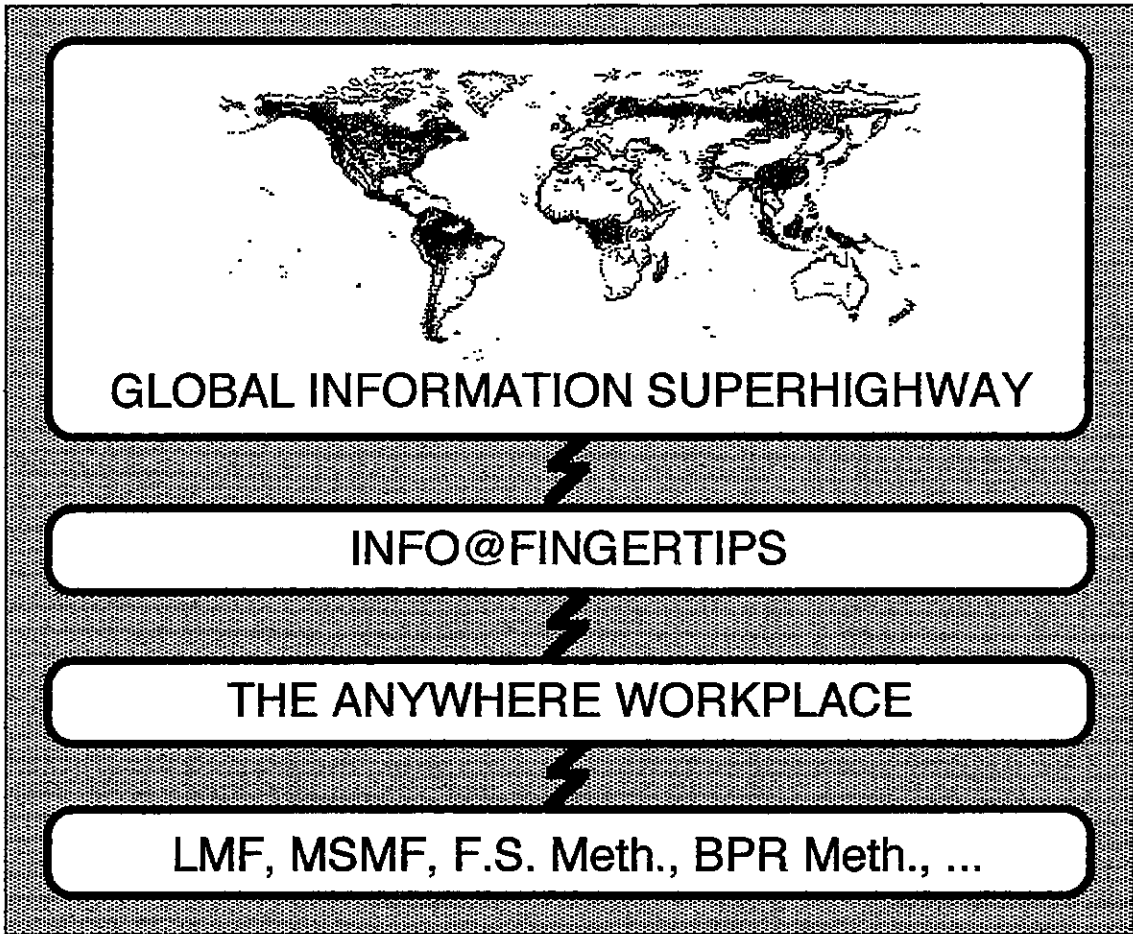 GLOBAL INFORMATION SUPERHIGHWAY
INFO@FINGERTIPS
THE ANYWHERE WORKPLACE
LMF, MSMF, F.S. Meth., BPR Meth., ...